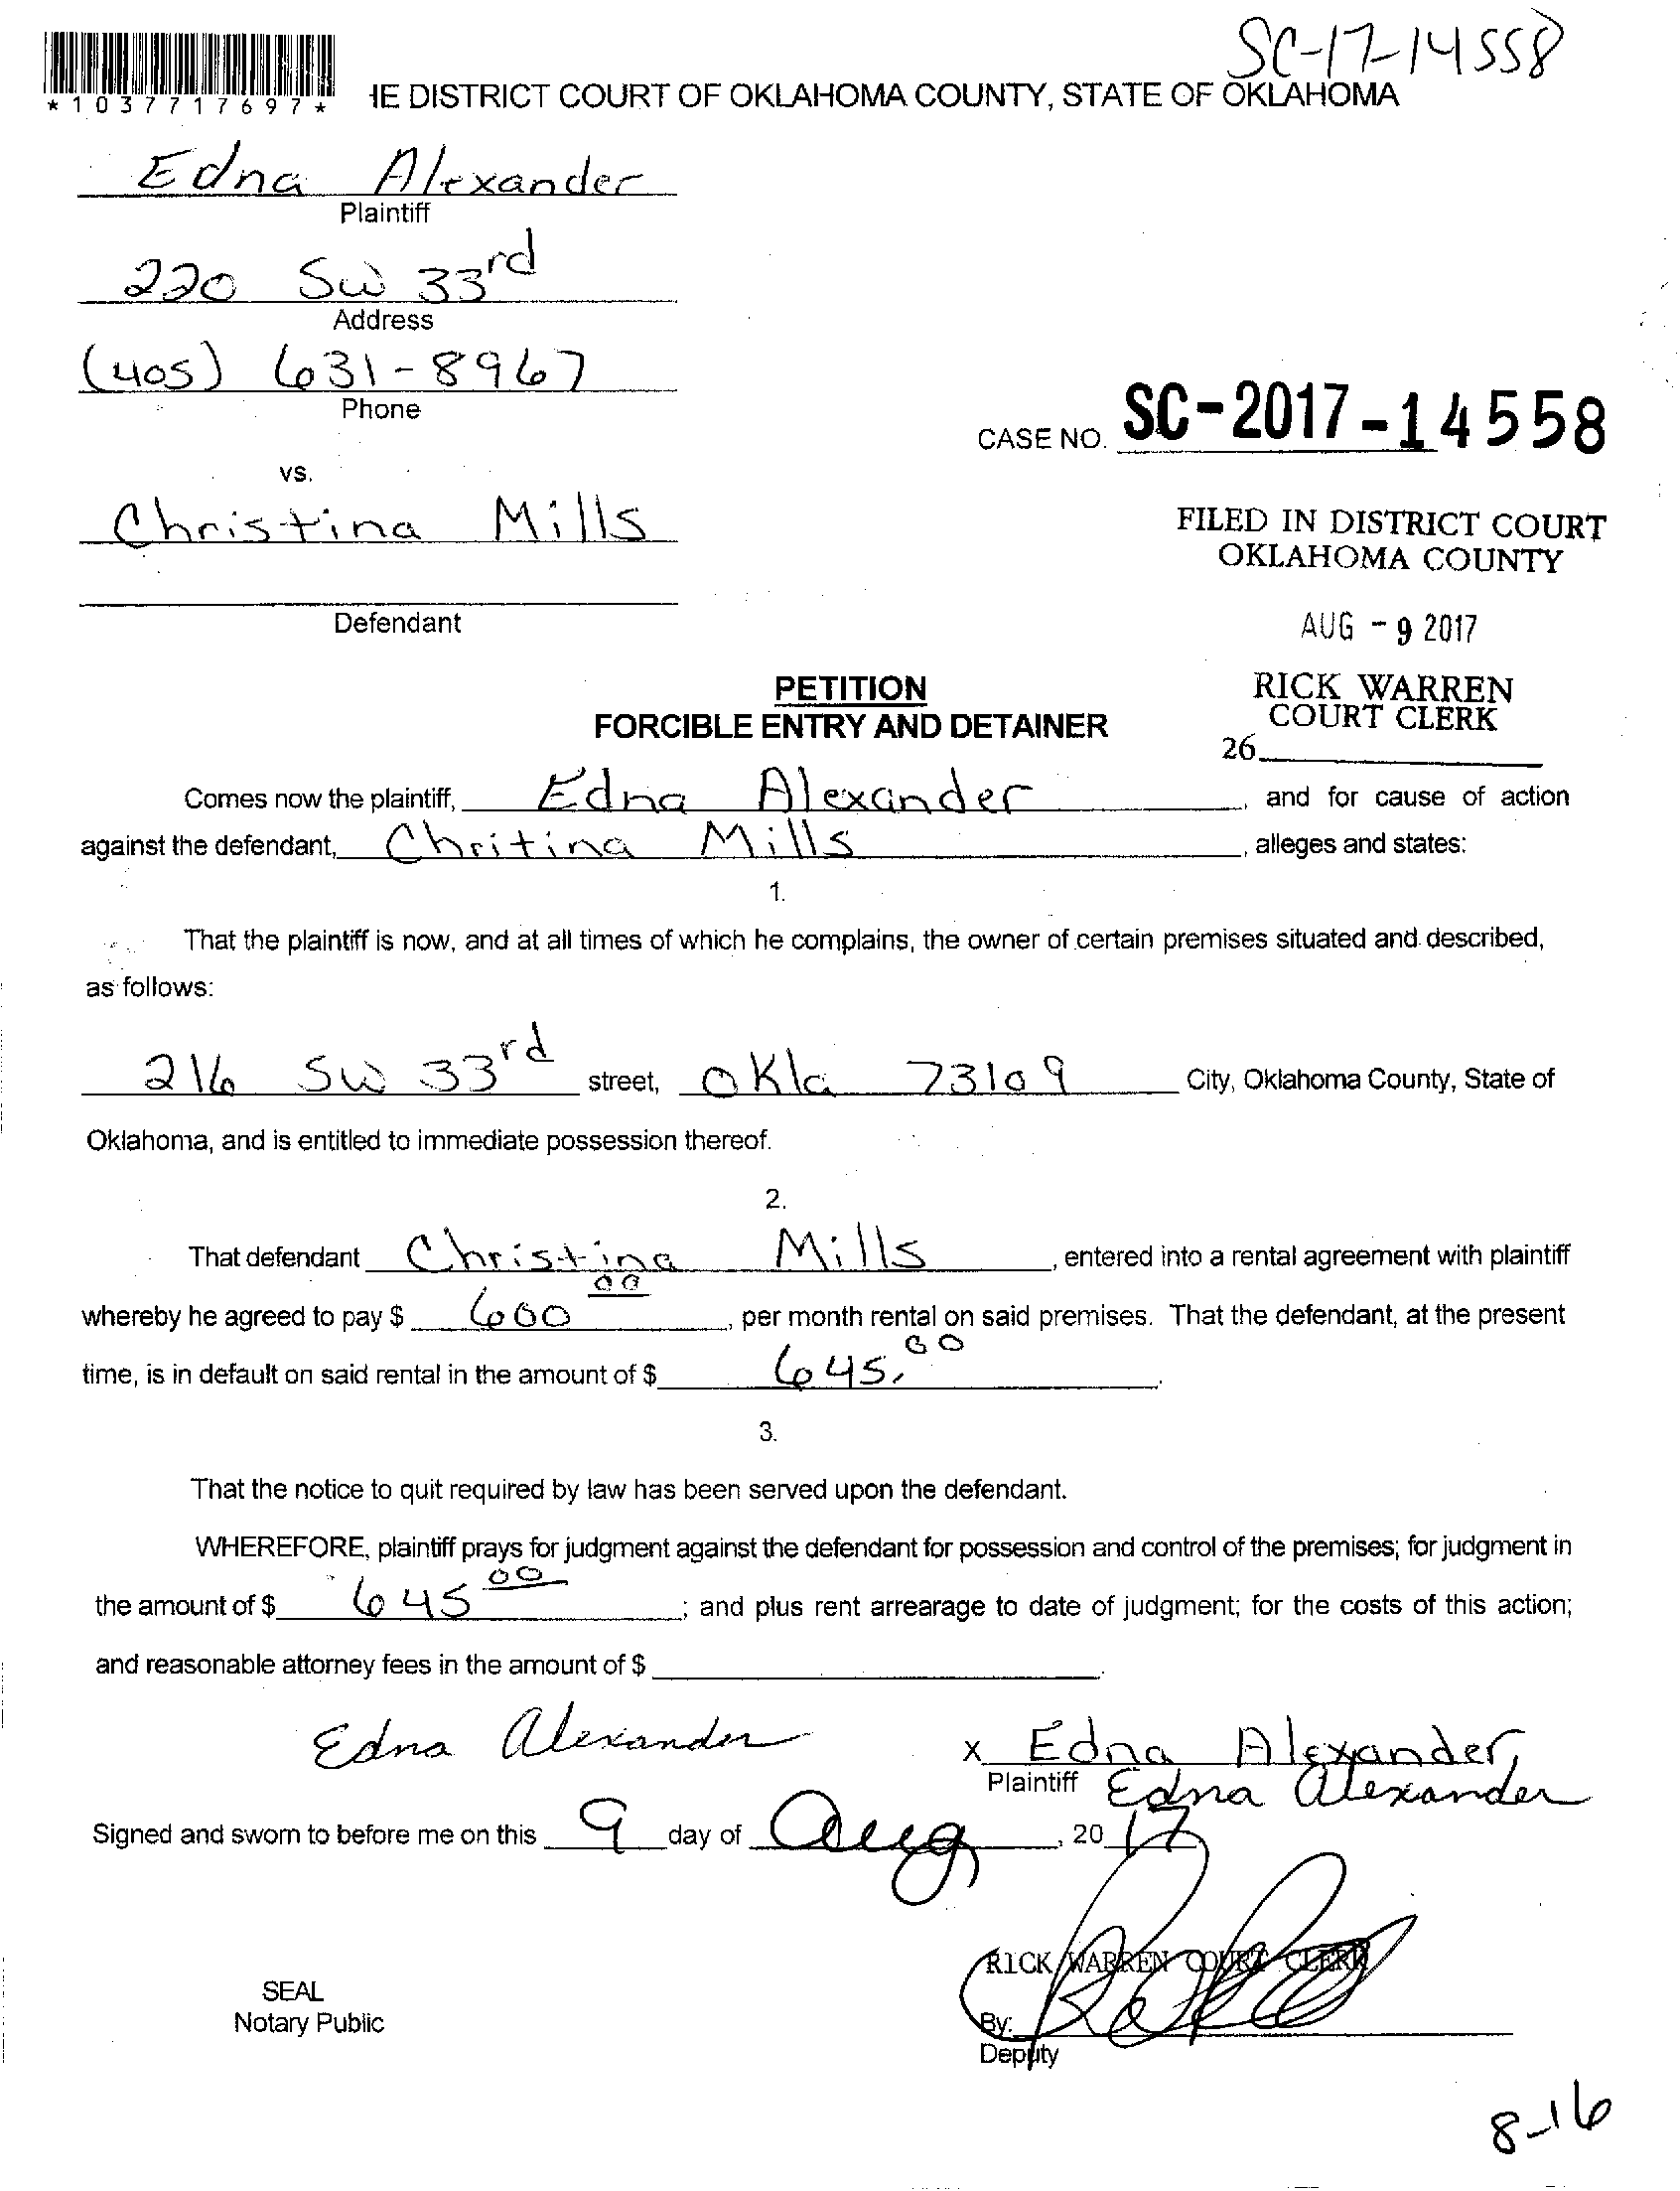 SC-17-14558
*1037717697* IE DISTRICT COURT OF OKLAHOMA COUNTY, STATE OF OKLAHOMA
Edna Alexander
Plaintiff
220 SW 33rd
Address
(405) 631-8967
Phone
CASE NO. SC-2017-14558
vs.
Christina Mills
FILED IN DISTRICT COURT
OKLAHOMA COUNTY
Defendant
AUG - 9 2017
PETITION
RICK WARREN
FORCIBLE ENTRY AND DETAINER
COURT CLERK
26
Comes now the plaintiff, Edna Alexander, and for cause of action
against the defendant, Chritina Mills, alleges and states:
1.
That the plaintiff is now, and at all times of which he complains, the owner of certain premises situated and described,
as follows:
216 SW 33rd street, OKla 73109 City, Oklahoma County, State of
Oklahoma, and is entitled to immediate possession thereof.
2.
That defendant Christina Mills, entered into a rental agreement with plaintiff
whereby he agreed to pay $ 600 00, per month rental on said premises. That the defendant, at the present
time, is in default on said rental in the amount of $ 645.00.
3.
That the notice to quit required by law has been served upon the defendant.
WHEREFORE, plaintiff prays for judgment against the defendant for possession and control of the premises; for judgment in
the amount of $ 645 00; and plus rent arrearage to date of judgment; for the costs of this action;
and reasonable attorney fees in the amount of $ .
Edna Alexander
X Edna Alexander
Plaintiff Edna Alexander
Signed and sworn to before me on this 9 day of Aug, 2017
RICK WARREN COURT CLERK
SEAL
Notary Public
By:
Deputy
8-16